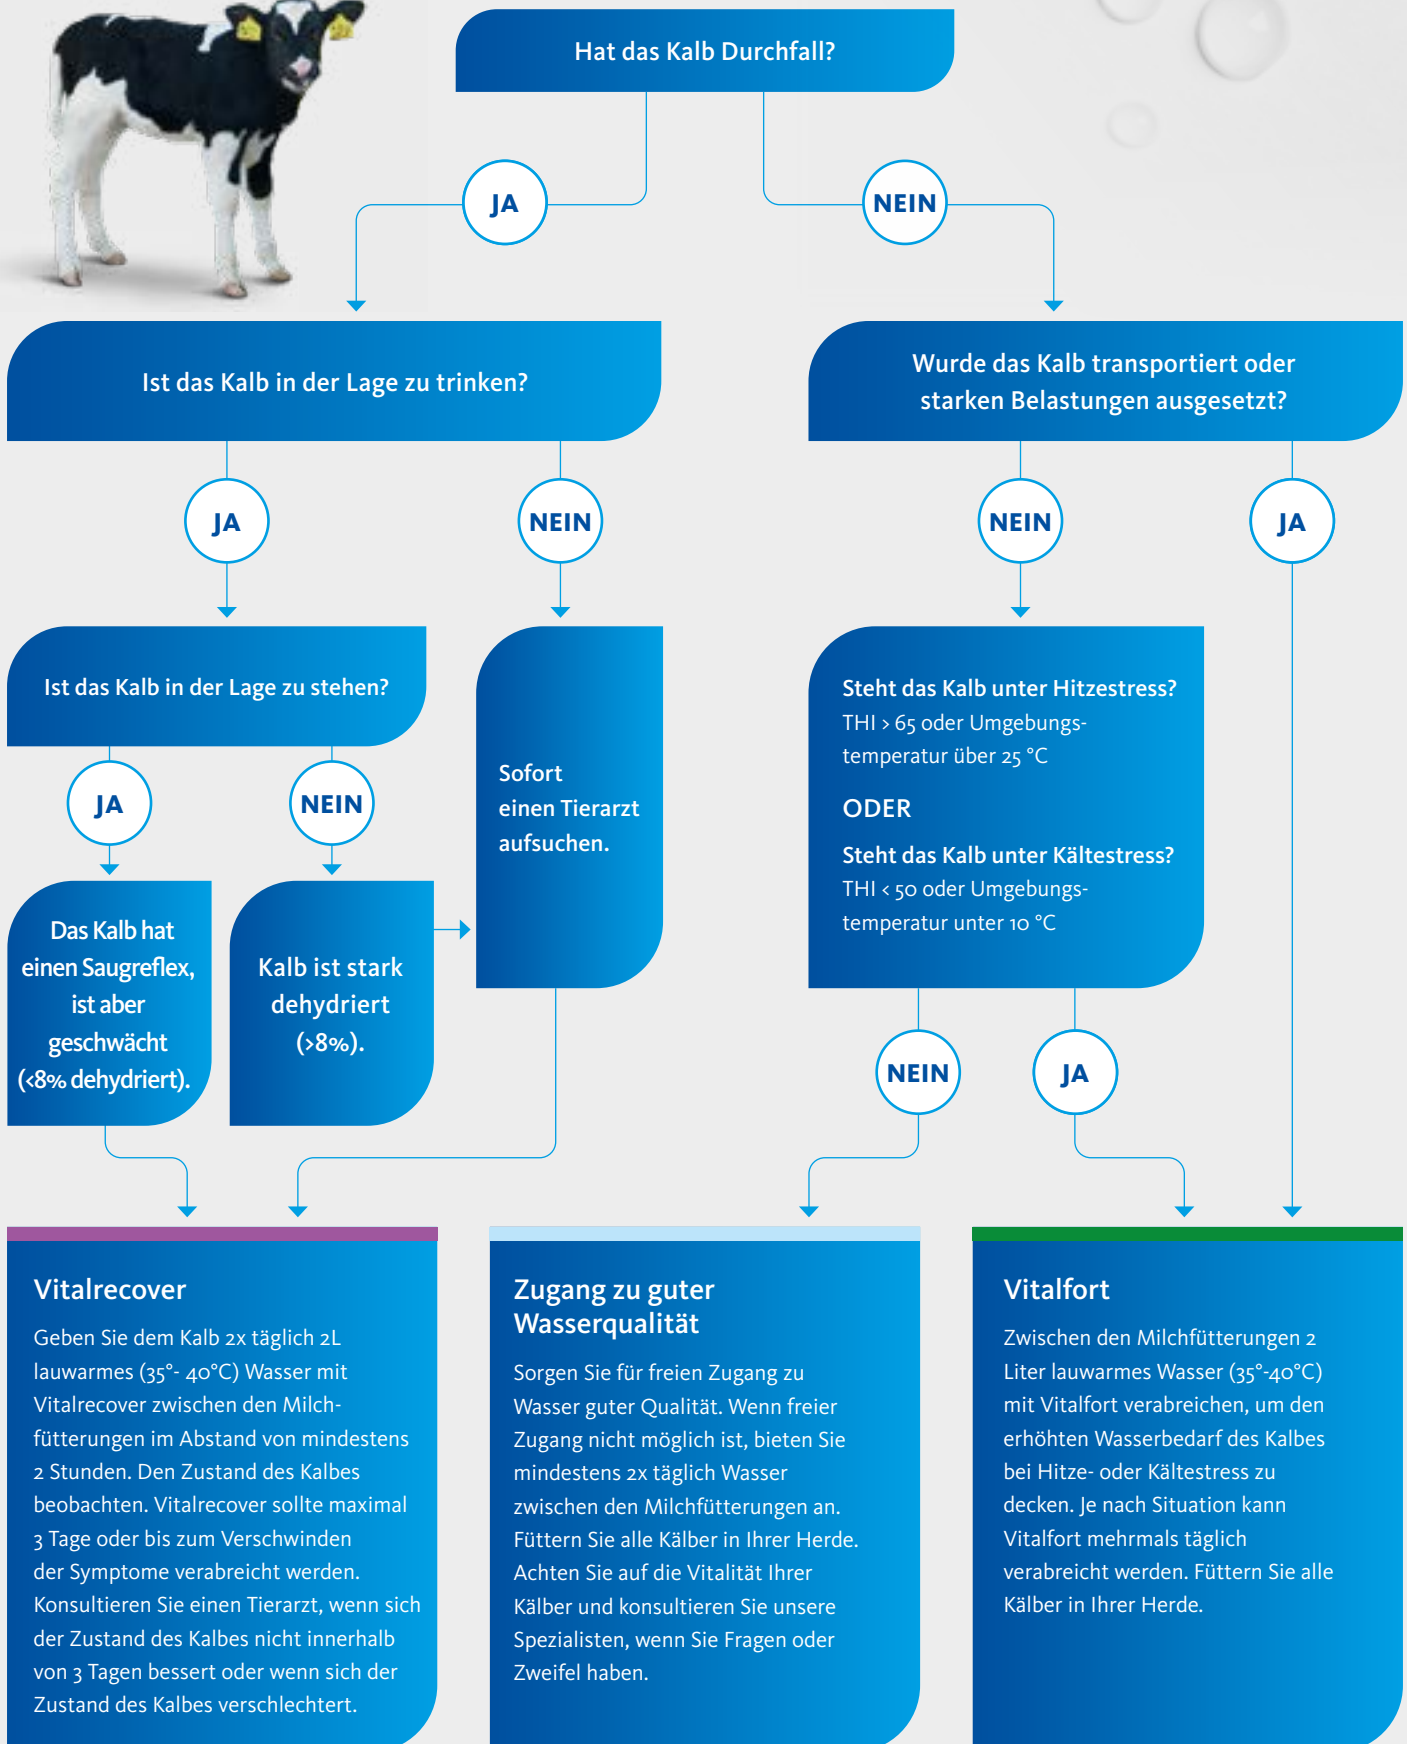 Hat das Kalb Durchfall?
JA
NEIN
Ist das Kalb in der Lage zu trinken?
Wurde das Kalb transportiert oder
starken Belastungen ausgesetzt?
JA
NEIN
NEIN
JA
Ist das Kalb in der Lage zu stehen?
JA
NEIN
Sofort
einen Tierarzt
aufsuchen.
Steht das Kalb unter Hitzestress?
THI > 65 oder Umgebungs-
temperatur über 25 °C
ODER
Steht das Kalb unter Kältestress?
THI < 50 oder Umgebungs-
temperatur unter 10 °C
Das Kalb hat
einen Saugreflex,
ist aber
geschwächt
(<8% dehydriert).
Kalb ist stark
dehydriert
(>8%).
NEIN
JA
Vitalrecover
Geben Sie dem Kalb 2x täglich 2L
lauwarmes (35°- 40°C) Wasser mit
Vitalrecover zwischen den Milch-
fütterungen im Abstand von mindestens
2 Stunden. Den Zustand des Kalbes
beobachten. Vitalrecover sollte maximal
3 Tage oder bis zum Verschwinden
der Symptome verabreicht werden.
Konsultieren Sie einen Tierarzt, wenn sich
der Zustand des Kalbes nicht innerhalb
von 3 Tagen bessert oder wenn sich der
Zustand des Kalbes verschlechtert.
Zugang zu guter
Wasserqualität
Sorgen Sie für freien Zugang zu
Wasser guter Qualität. Wenn freier
Zugang nicht möglich ist, bieten Sie
mindestens 2x täglich Wasser
zwischen den Milchfütterungen an.
Füttern Sie alle Kälber in Ihrer Herde.
Achten Sie auf die Vitalität Ihrer
Kälber und konsultieren Sie unsere
Spezialisten, wenn Sie Fragen oder
Zweifel haben.
Vitalfort
Zwischen den Milchfütterungen 2
Liter lauwarmes Wasser (35°-40°C)
mit Vitalfort verabreichen, um den
erhöhten Wasserbedarf des Kalbes
bei Hitze- oder Kältestress zu
decken. Je nach Situation kann
Vitalfort mehrmals täglich
verabreicht werden. Füttern Sie alle
Kälber in Ihrer Herde.